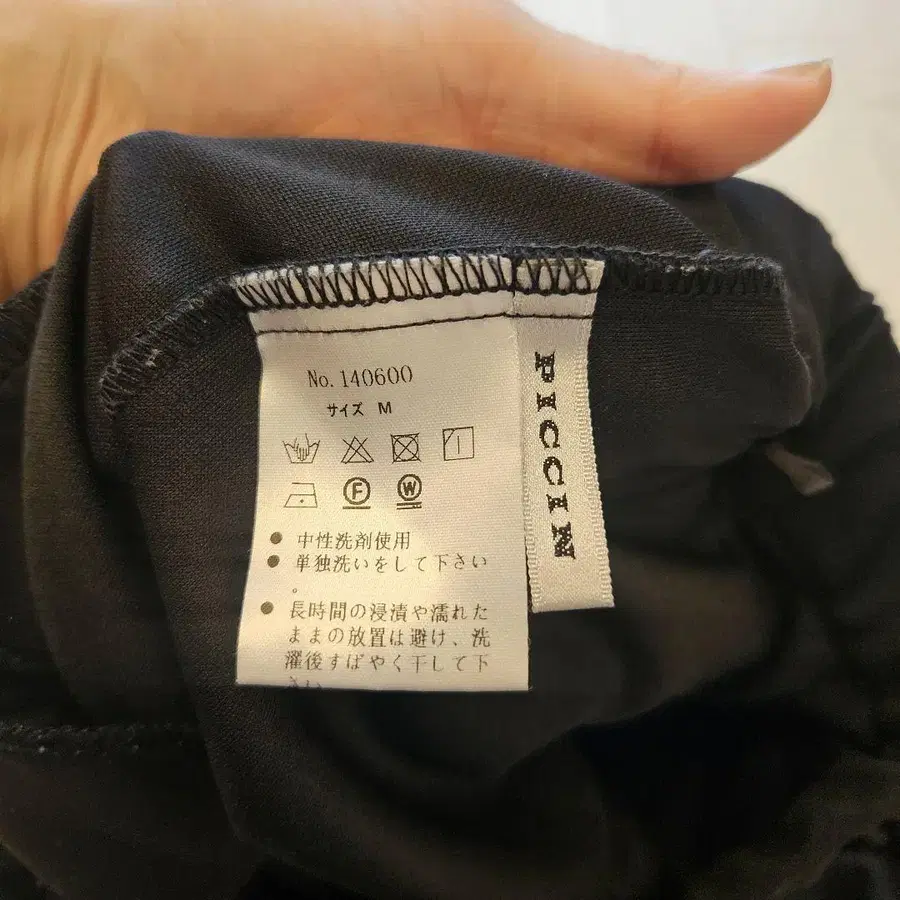 No. 140600
サイズ M
F
W
● 中性洗剤使用
● 単独洗いをして下さい
。
● 長時間の浸漬や濡れた
ままの放置は避け、洗
濯後すばやく干して下
さい
PICCIN